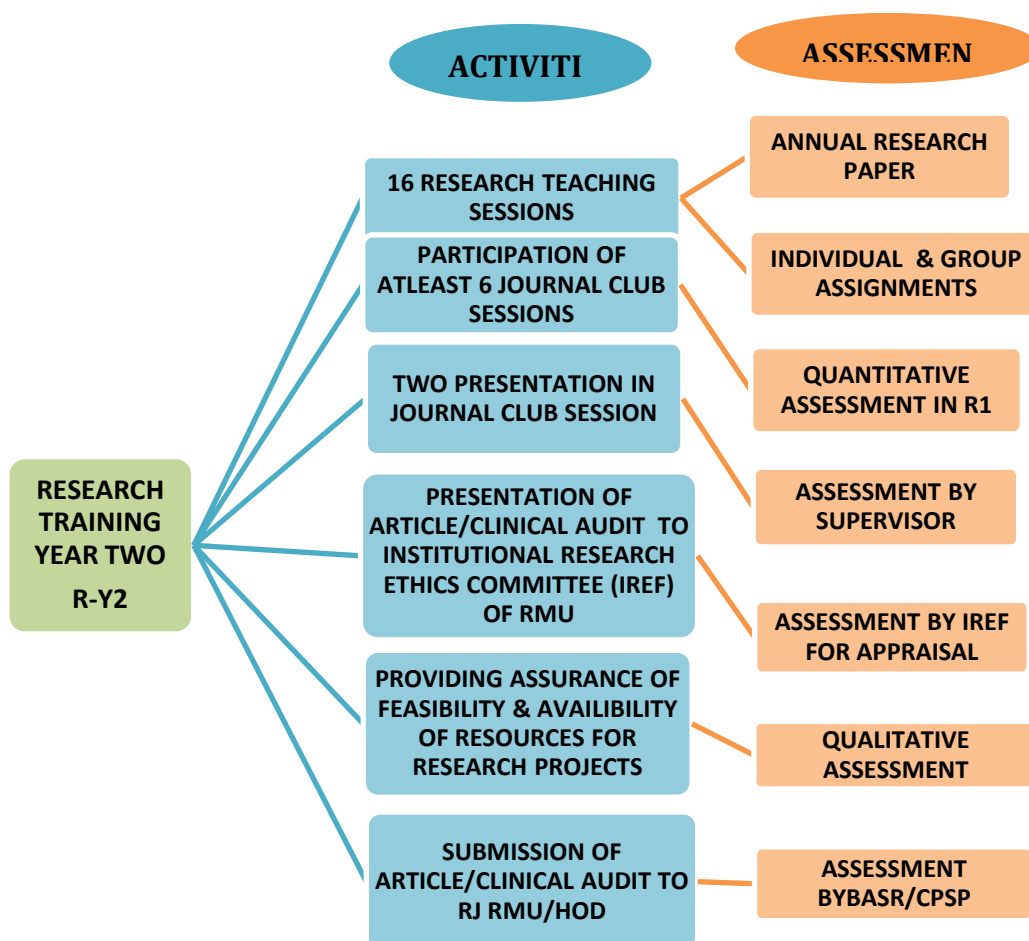 ACTIVITI
ASSESSMEN
RESEARCH
TRAINING
YEAR TWO
R-Y2
16 RESEARCH TEACHING
SESSIONS
PARTICIPATION OF
ATLEAST 6 JOURNAL CLUB
SESSIONS
TWO PRESENTATION IN
JOURNAL CLUB SESSION
PRESENTATION OF
ARTICLE/CLINICAL AUDIT TO
INSTITUTIONAL RESEARCH
ETHICS COMMITTEE (IREF)
OF RMU
PROVIDING ASSURANCE OF
FEASIBILITY & AVAILIBILITY
OF RESOURCES FOR
RESEARCH PROJECTS
SUBMISSION OF
ARTICLE/CLINICAL AUDIT TO
RJ RMU/HOD
ANNUAL RESEARCH
PAPER
INDIVIDUAL & GROUP
ASSIGNMENTS
QUANTITATIVE
ASSESSMENT IN R1
ASSESSMENT BY
SUPERVISOR
ASSESSMENT BY IREF
FOR APPRAISAL
QUALITATIVE
ASSESSMENT
ASSESSMENT
BYBASR/CPSP